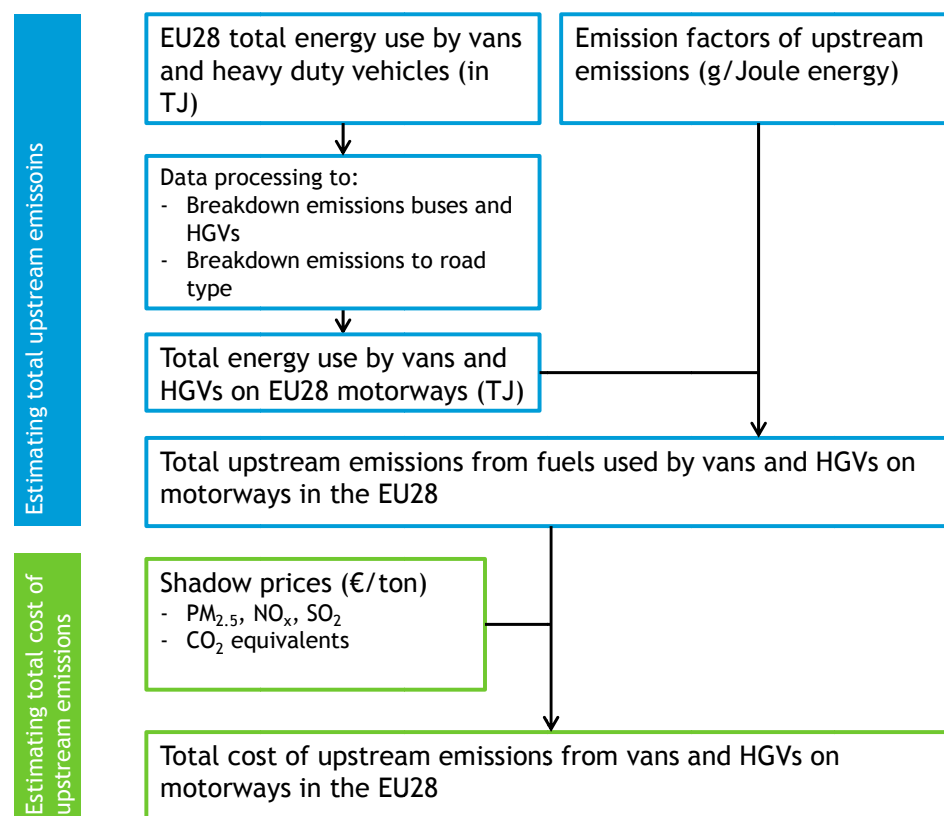 Estimating total upstream emissoins
EU28 total energy use by vans
and heavy duty vehicles (in
TJ)
Emission factors of upstream
emissions (g/Joule energy)
Data processing to:
- Breakdown emissions buses and
HGVs
- Breakdown emissions to road
type
Total energy use by vans and
HGVs on EU28 motorways (TJ)
Total upstream emissions from fuels used by vans and HGVs on
motorways in the EU28
Estimating total cost of
upstream emissions
Shadow prices (€/ton)
- PM₂.₅, NOₓ, SO₂
- CO₂ equivalents
Total cost of upstream emissions from vans and HGVs on
motorways in the EU28